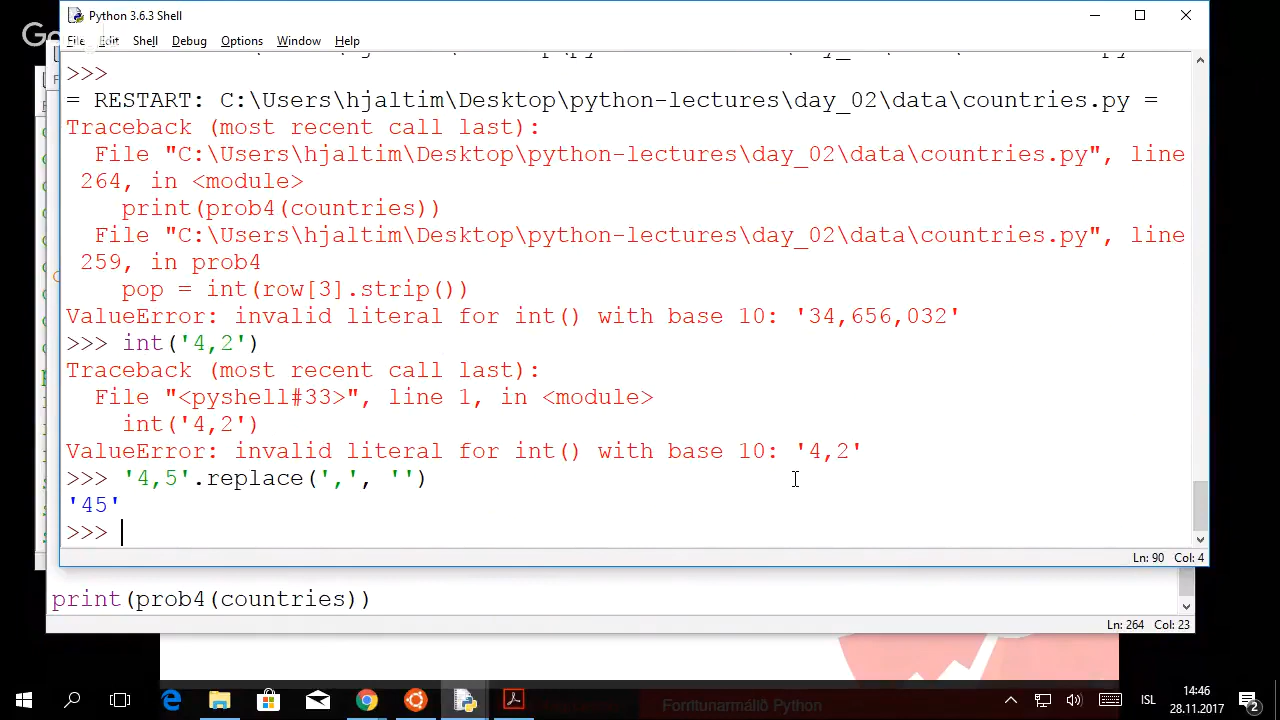 Python 3.6.3 Shell
File Edit Shell Debug Options Window Help
>>>
= RESTART: C:\Users\hjaltim\Desktop\python-lectures\day_02\data\countries.py =
Traceback (most recent call last):
  File "C:\Users\hjaltim\Desktop\python-lectures\day_02\data\countries.py", line
 264, in <module>
    print(prob4(countries))
  File "C:\Users\hjaltim\Desktop\python-lectures\day_02\data\countries.py", line
 259, in prob4
    pop = int(row[3].strip())
ValueError: invalid literal for int() with base 10: '34,656,032'
>>> int('4,2')
Traceback (most recent call last):
  File "<pyshell#33>", line 1, in <module>
    int('4,2')
ValueError: invalid literal for int() with base 10: '4,2'
>>> '4,5'.replace(',', '')
'45'
>>>
Ln: 90 Col: 4
print(prob4(countries))
Ln: 264 Col: 23
Forritunarmálið Python
ISL
14:46
28.11.2017
2